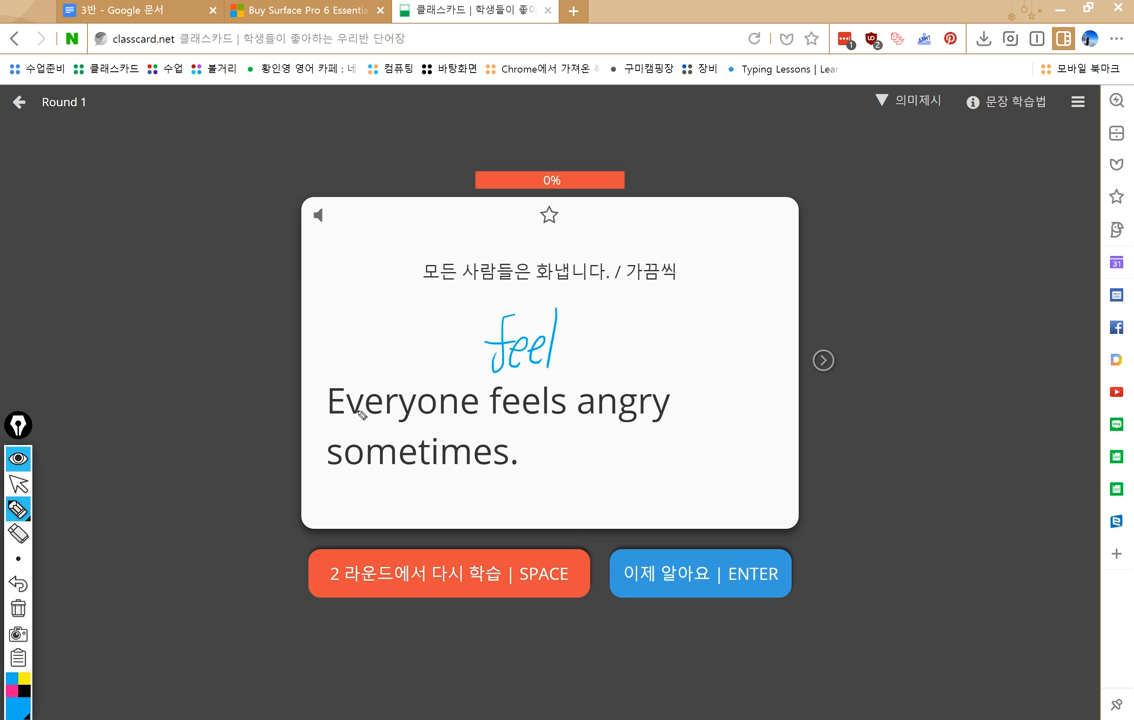 3반 - Google 문서
Buy Surface Pro 6 Essentia
클래스카드 | 학생들이 좋아
classcard.net 클래스카드 | 학생들이 좋아하는 우리반 단어장
수업준비 클래스카드 수업 볼거리 황인영 영어 카페 : 네 컴퓨팅 바탕화면 Chrome에서 가져온 구미캠핑장 장비 Typing Lessons | Lear 모바일 북마크
Round 1
의미제시 문장 학습법
0%
모든 사람들은 화냅니다. / 가끔씩
feel
Everyone feels angry
sometimes.
2 라운드에서 다시 학습 | SPACE
이제 알아요 | ENTER